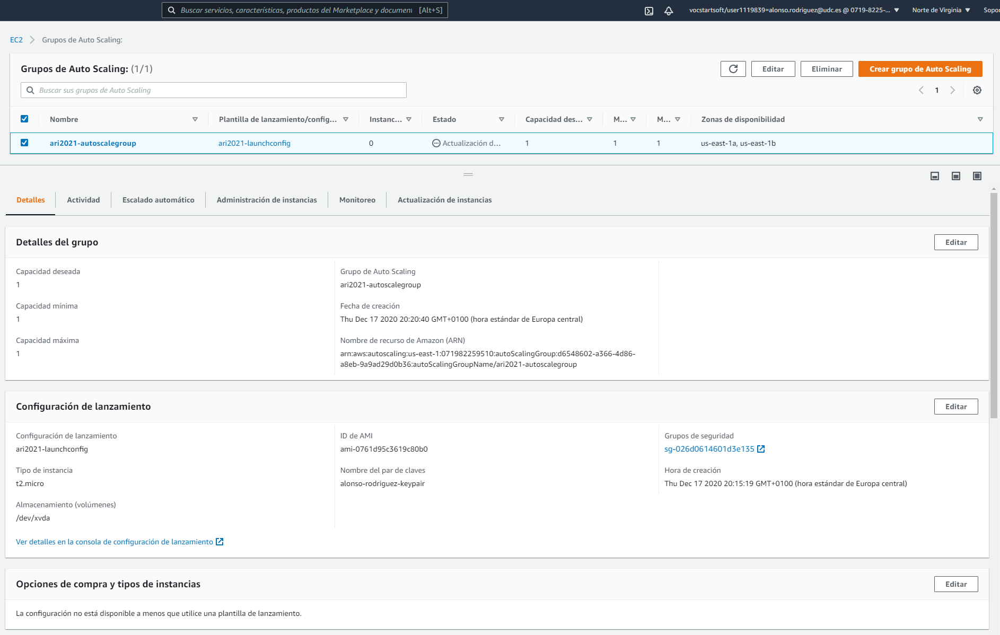 Buscar servicios, características, productos del Marketplace y document [Alt+S]
vocstartsoft/user1119839=alonso.rodriguez@udc.es @ 0719-8225-... Norte de Virginia Sopor
EC2 Grupos de Auto Scaling:
Grupos de Auto Scaling: (1/1)
Editar Eliminar Crear grupo de Auto Scaling
Buscar sus grupos de Auto Scaling
1
Nombre Plantilla de lanzamiento/config... Instanc... Estado Capacidad des... M... M... Zonas de disponibilidad
ari2021-autoscalegroup ari2021-launchconfig 0 Actualización d... 1 1 1 us-east-1a, us-east-1b
Detalles Actividad Escalado automático Administración de instancias Monitoreo Actualización de instancias
Detalles del grupo
Editar
Capacidad deseada
1
Capacidad mínima
1
Capacidad máxima
1
Grupo de Auto Scaling
ari2021-autoscalegroup
Fecha de creación
Thu Dec 17 2020 20:20:40 GMT+0100 (hora estándar de Europa central)
Nombre de recurso de Amazon (ARN)
arn:aws:autoscaling:us-east-1:071982259510:autoScalingGroup:d6548602-a366-4d86-
a8eb-9a9ad29d0b36:autoScalingGroupName/ari2021-autoscalegroup
Configuración de lanzamiento
Editar
Configuración de lanzamiento
ari2021-launchconfig
Tipo de instancia
t2.micro
Almacenamiento (volúmenes)
/dev/xvda
Ver detalles en la consola de configuración de lanzamiento
ID de AMI
ami-0761d95c3619c80b0
Nombre del par de claves
alonso-rodriguez-keypair
Grupos de seguridad
sg-026d0614601d3e135
Hora de creación
Thu Dec 17 2020 20:15:19 GMT+0100 (hora estándar de Europa central)
Opciones de compra y tipos de instancias
Editar
La configuración no está disponible a menos que utilice una plantilla de lanzamiento.